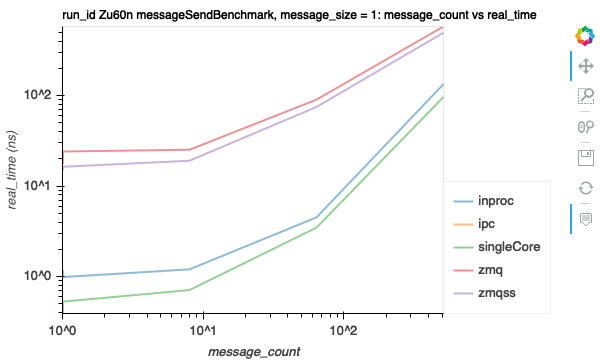 run_id Zu60n messageSendBenchmark, message_size = 1: message_count vs real_time
real_time (ns)
10^2
10^1
10^0
10^0
10^1
10^2
message_count
inproc
ipc
singleCore
zmq
zmqss